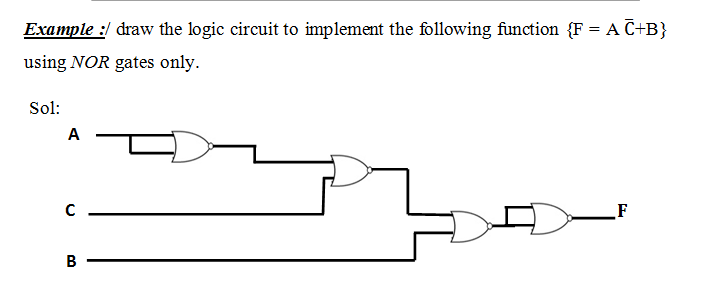 Example :/ draw the logic circuit to implement the following function {F = A C̅+B}
using NOR gates only.
Sol:
A
C
F
B